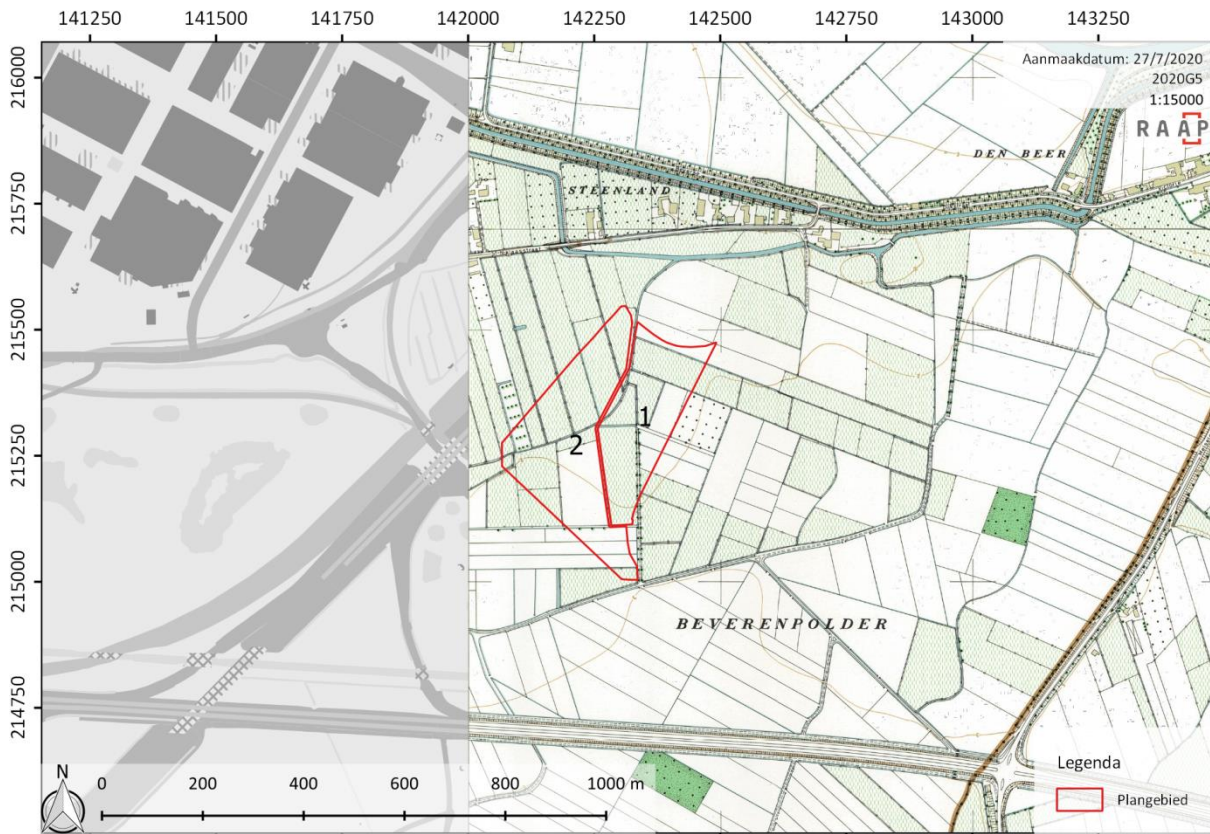 141250 141500 141750 142000 142250 142500 142750 143000 143250
216000
215750
215500
215250
215000
214750
Aanmaakdatum: 27/7/2020
2020G5
1:15000
RAAP
DEN BEER
STEENLAND
1
2
BEVERENPOLDER
N
0 200 400 600 800 1000 m
Legenda
Plangebied